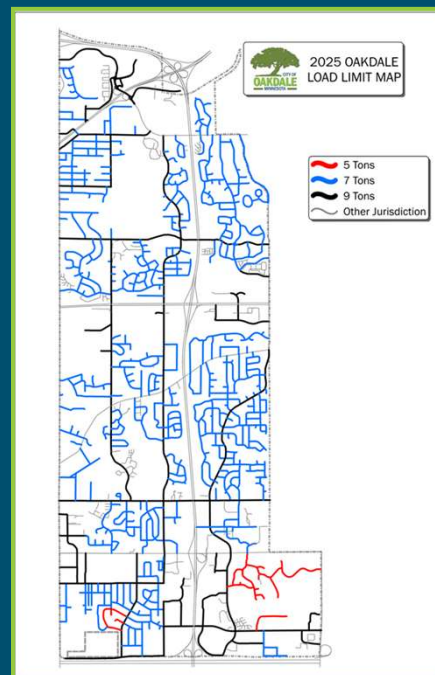 CITY OF
OAKDALE
MINNESOTA
2025 OAKDALE
LOAD LIMIT MAP
5 Tons
7 Tons
9 Tons
Other Jurisdiction